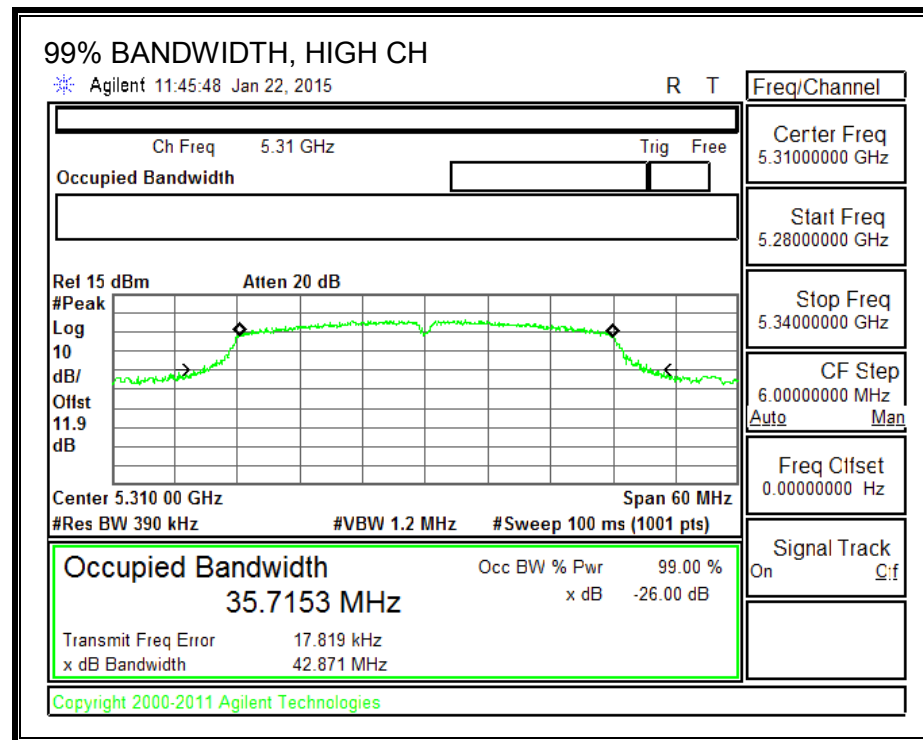 99% BANDWIDTH, HIGH CH
Agilent 11:45:48 Jan 22, 2015 R T
Freq/Channel
Ch Freq 5.31 GHz Trig Free
Occupied Bandwidth
Center Freq
5.31000000 GHz
Start Freq
5.28000000 GHz
Stop Freq
5.34000000 GHz
CF Step
6.00000000 MHz
Auto Man
Freq Offset
0.00000000 Hz
Signal Track
On Off
Ref 15 dBm Atten 20 dB
#Peak
Log
10
dB/
Offst
11.9
dB
Center 5.310 00 GHz Span 60 MHz
#Res BW 390 kHz #VBW 1.2 MHz #Sweep 100 ms (1001 pts)
Occupied Bandwidth Occ BW % Pwr 99.00 %
35.7153 MHz x dB -26.00 dB
Transmit Freq Error 17.819 kHz
x dB Bandwidth 42.871 MHz
Copyright 2000-2011 Agilent Technologies